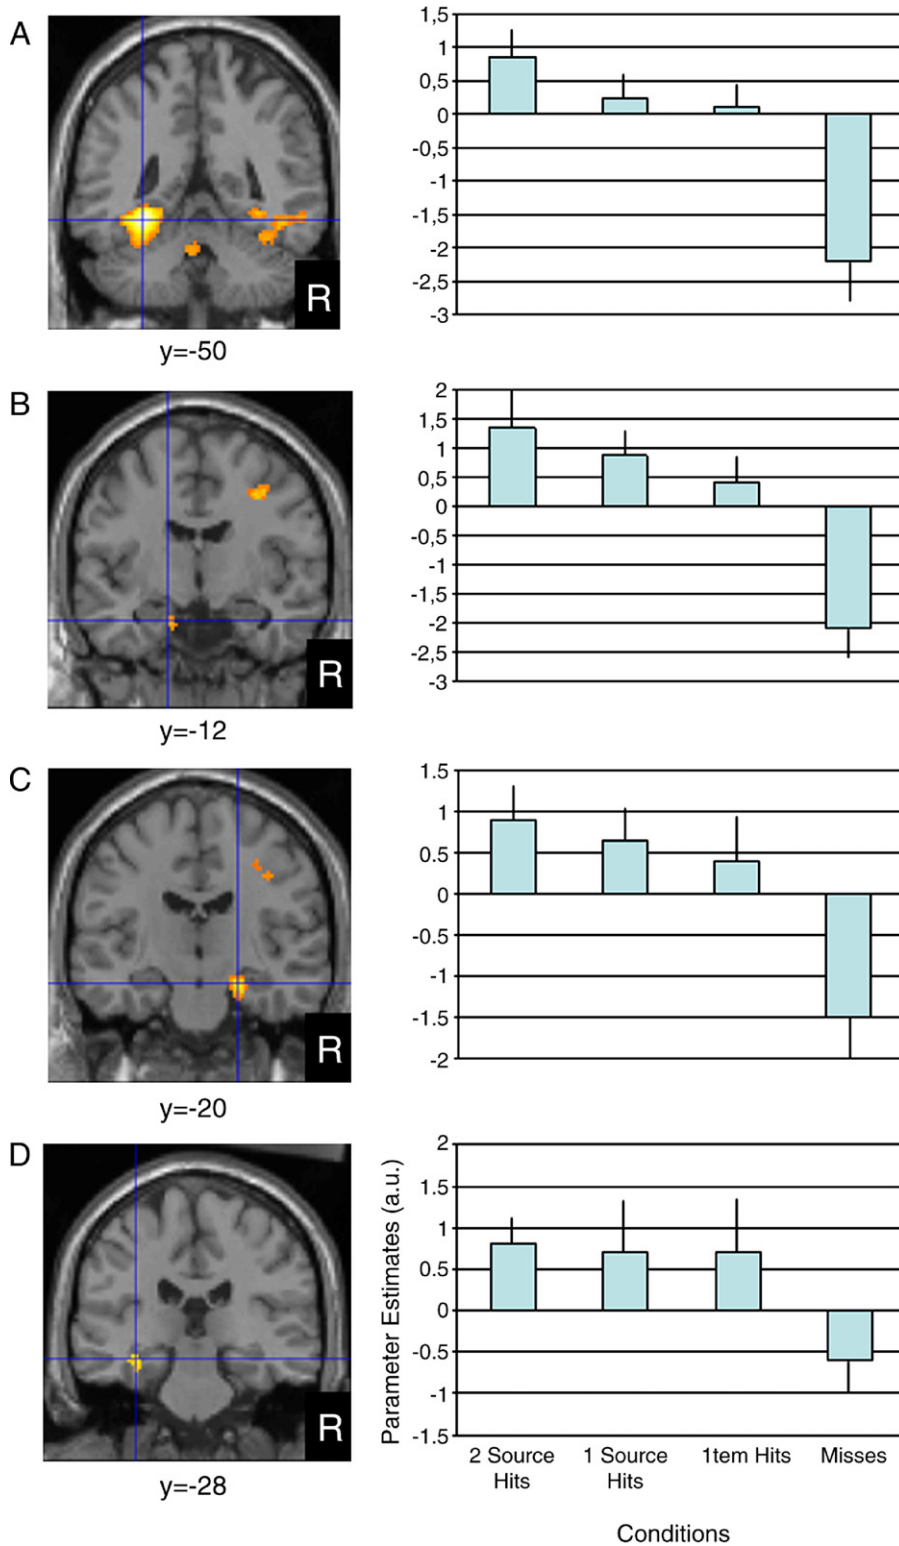 A
1,5
1
0,5
0
-0,5
-1
-1,5
-2
-2,5
-3
R
y=-50
B
2
1,5
1
0,5
0
-0,5
-1
-1,5
-2
-2,5
-3
R
y=-12
C
1.5
1
0.5
0
-0.5
-1
-1.5
-2
R
y=-20
D
2
1.5
1
0.5
0
-0.5
-1
-1.5
R
y=-28
Parameter Estimates (a.u.)
2 Source Hits
1 Source Hits
1tem Hits
Misses
Conditions